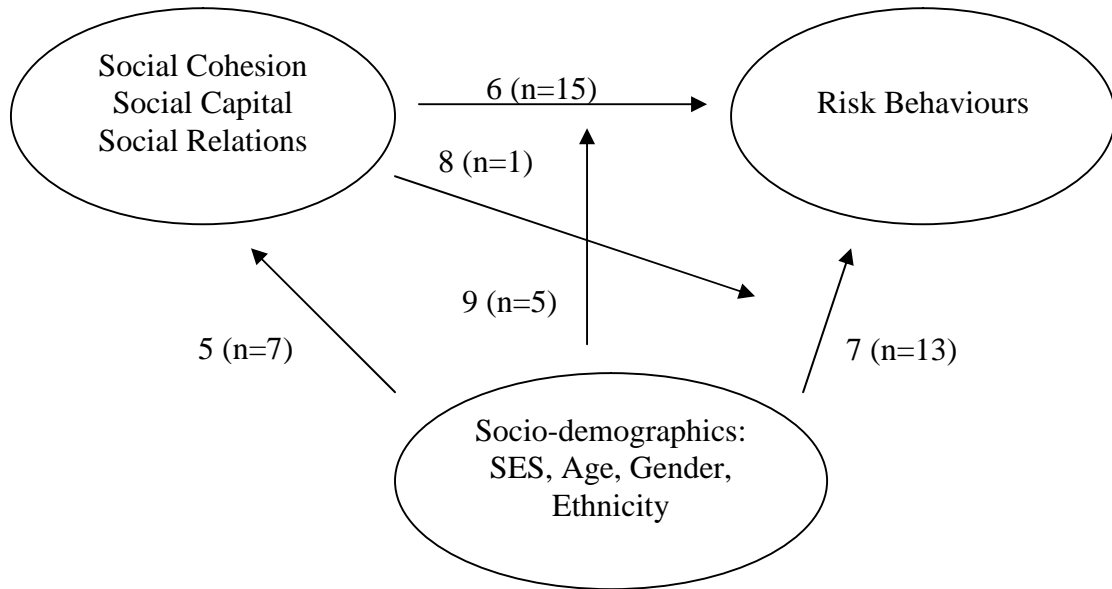 Social Cohesion
Social Capital
Social Relations
6 (n=15)
Risk Behaviours
8 (n=1)
9 (n=5)
5 (n=7)
7 (n=13)
Socio-demographics:
SES, Age, Gender,
Ethnicity